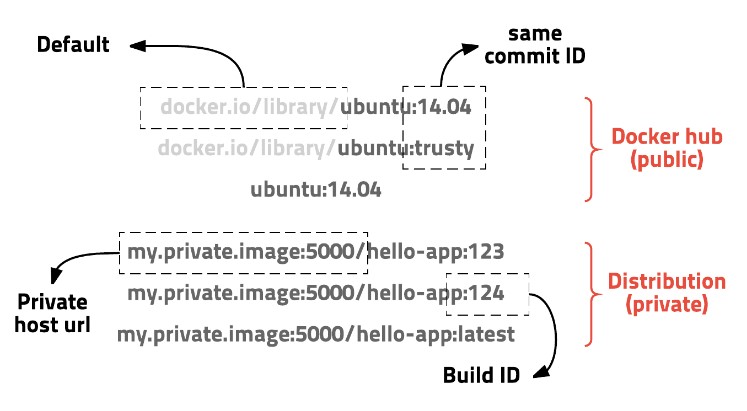 Default
same
commit ID
docker.io/library/ubuntu:14.04
docker.io/library/ubuntu:trusty
ubuntu:14.04
Docker hub
(public)
my.private.image:5000/hello-app:123
my.private.image:5000/hello-app:124
my.private.image:5000/hello-app:latest
Distribution
(private)
Private
host url
Build ID